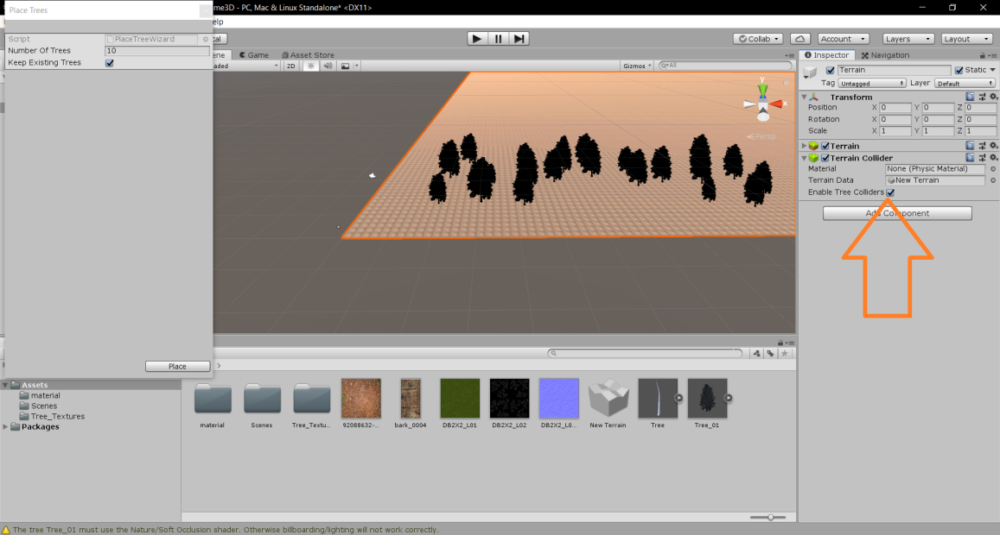 Place Trees
me3D - PC, Mac & Linux Standalone* <DX11>
elp
Script PlaceTreeWizard
Number Of Trees 10
Keep Existing Trees
Place
cal
Collab
Account
Layers
Layout
ene Game Asset Store
aded 2D Gizmos All
y
x
Persp
Inspector Navigation
Terrain Static
Tag Untagged Layer Default
Transform
Position X 0 Y 0 Z 0
Rotation X 0 Y 0 Z 0
Scale X 1 Y 1 Z 1
Terrain
Terrain Collider
Material None (Physic Material)
Terrain Data New Terrain
Enable Tree Colliders
Add Component
Assets
material
Scenes
Tree_Textures
Packages
material Scenes Tree_Textu... 92088632-... bark_0004 DB2X2_L01 DB2X2_L02 DB2X2_L0... New Terrain Tree Tree_01
The tree Tree_01 must use the Nature/Soft Occlusion shader. Otherwise billboarding/lighting will not work correctly.